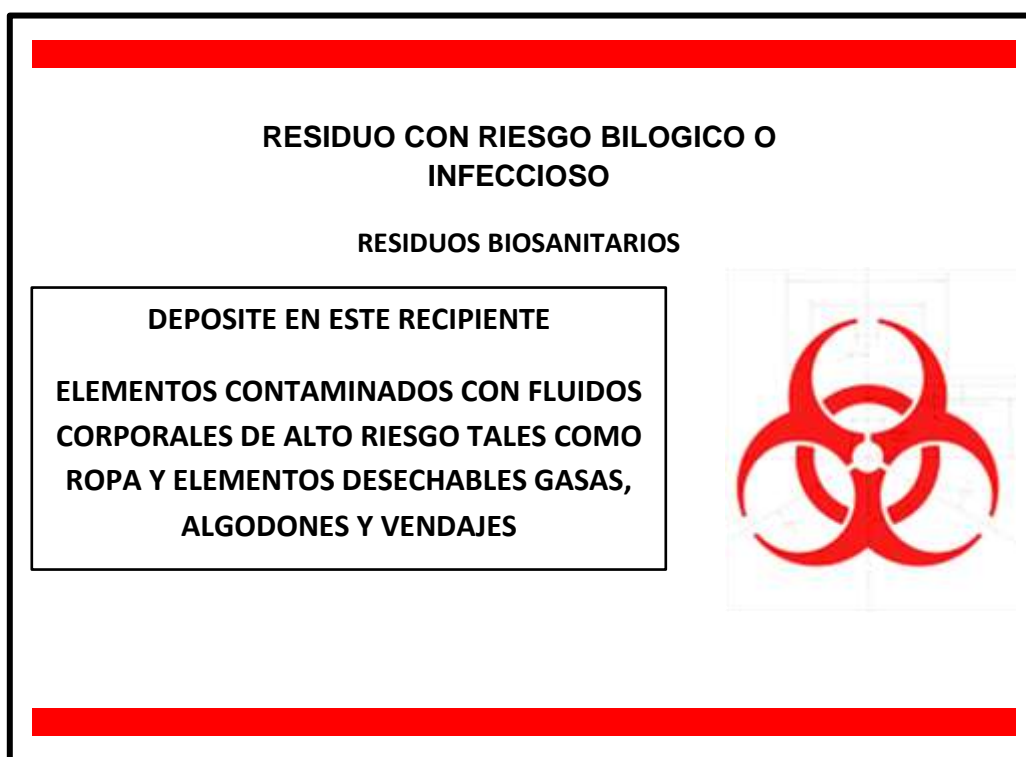 RESIDUO CON RIESGO BILOGICO O
INFECCIOSO
RESIDUOS BIOSANITARIOS
DEPOSITE EN ESTE RECIPIENTE
ELEMENTOS CONTAMINADOS CON FLUIDOS
CORPORALES DE ALTO RIESGO TALES COMO
ROPA Y ELEMENTOS DESECHABLES GASAS,
ALGODONES Y VENDAJES